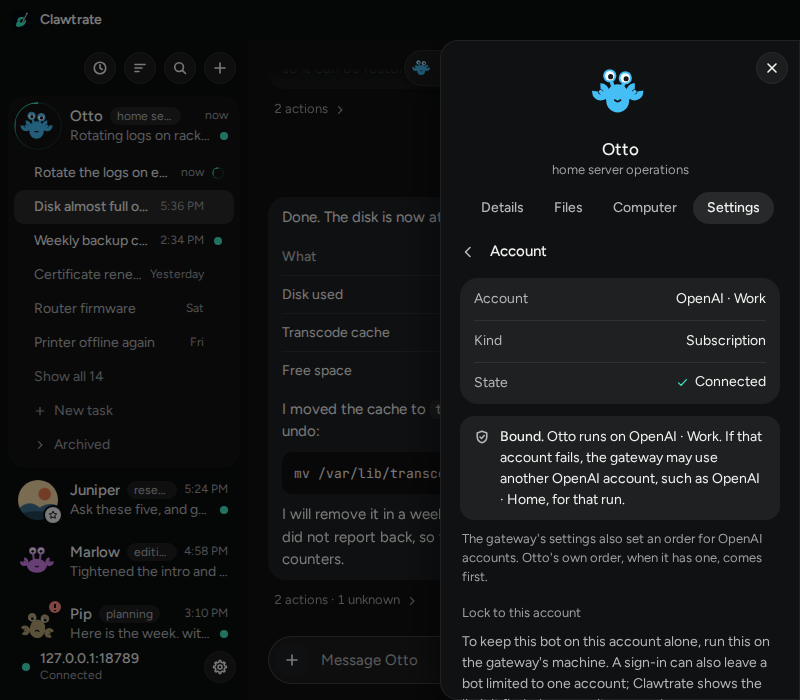 Clawtrate
Otto home se... now
Rotating logs on rack...
Rotate the logs on e... now
Disk almost full o... 5:36 PM
Weekly backup c... 2:34 PM
Certificate rene... Yesterday
Router firmware Sat
Printer offline again Fri
Show all 14
+ New task
Archived
Juniper rese... 5:24 PM
Ask these five, and g...
Marlow editi... 4:58 PM
Tightened the intro and ...
Pip planning 3:10 PM
Here is the week. wit...
127.0.0.1:18789
Connected
2 actions
Done. The disk is now at
What
Disk used
Transcode cache
Free space
I moved the cache to
undo:
mv /var/lib/transc
I will remove it in a wee
did not report back, so
counters.
2 actions · 1 unknown
Message Otto
Otto
home server operations
Details Files Computer Settings
Account
Account OpenAI · Work
Kind Subscription
State Connected
Bound. Otto runs on OpenAI · Work. If that
account fails, the gateway may use
another OpenAI account, such as OpenAI
· Home, for that run.
The gateway's settings also set an order for OpenAI
accounts. Otto's own order, when it has one, comes
first.
Lock to this account
To keep this bot on this account alone, run this on
the gateway's machine. A sign-in can also leave a
bot limited to one account; Clawtrate shows the